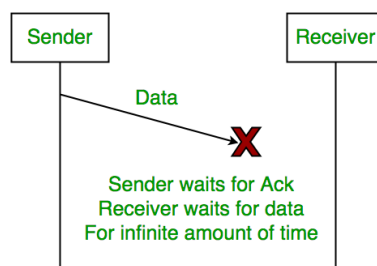 Sender
Receiver
Data
Sender waits for Ack
Receiver waits for data
For infinite amount of time